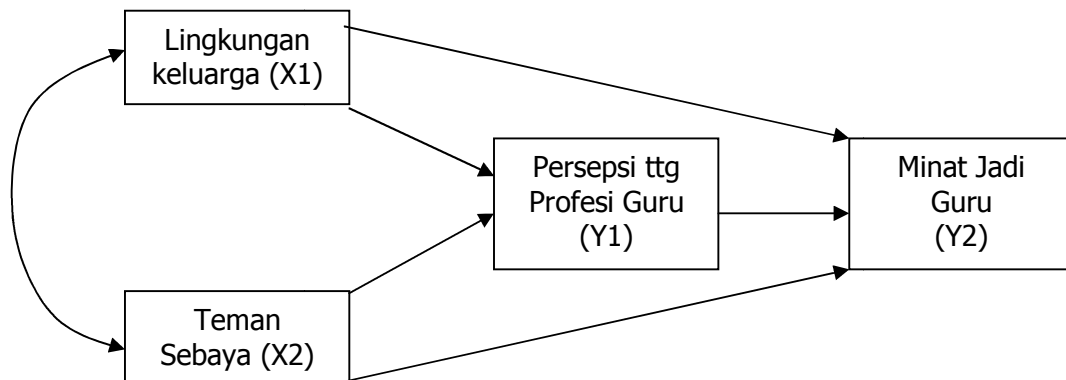 Lingkungan
keluarga (X1)
Persepsi ttg
Profesi Guru
(Y1)
Minat Jadi
Guru
(Y2)
Teman
Sebaya (X2)